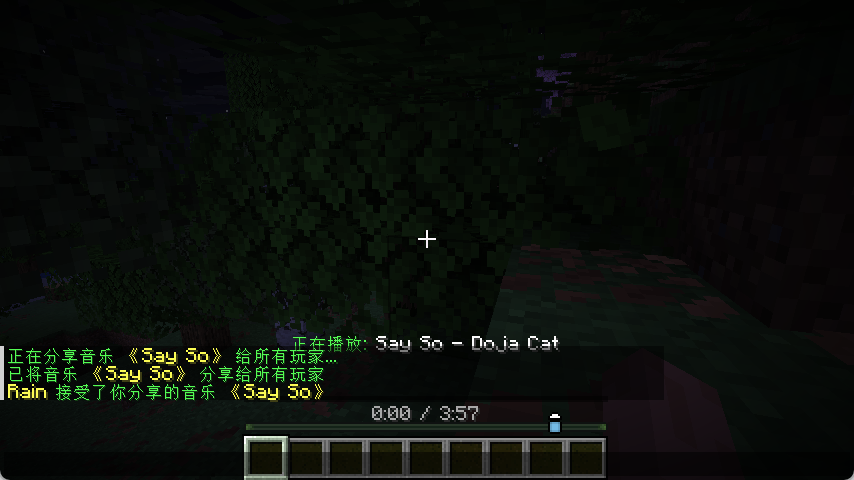 正在播放: Say So - Doja Cat
正在分享音乐 《Say So》 给所有玩家...
已将音乐 《Say So》 分享给所有玩家
Rain 接受了你分享的音乐 《Say So》
0:00 / 3:57